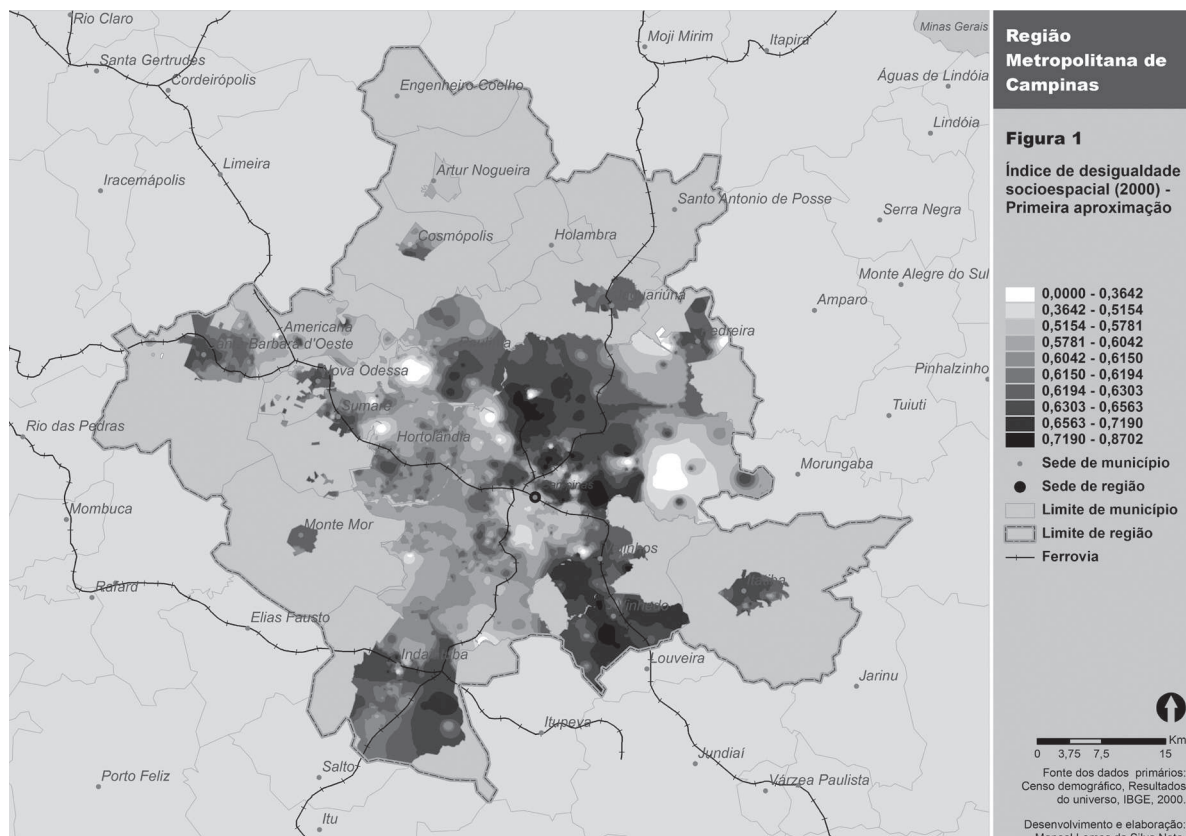 Rio Claro
Moji Mirim
Itapira
Minas Gerais
Santa Gertrudes
Cordeirópolis
Engenheiro Coelho
Águas de Lindóia
Lindóia
Limeira
Iracemápolis
Artur Nogueira
Santo Antonio de Posse
Serra Negra
Cosmópolis
Holambra
Monte Alegre do Sul
Amparo
Americana
Nova Odessa
Pinhalzinho
Sumaré
Tuiuti
Rio das Pedras
Hortolândia
Morungaba
Campinas
Mombuca
Monte Mor
Rafard
Elias Fausto
Louveira
Jarinu
Itupeva
Jundiaí
Salto
Porto Feliz
Várzea Paulista
Itu
Região
Metropolitana de
Campinas
Figura 1
Índice de desigualdade
socioespacial (2000) -
Primeira aproximação
0,0000 - 0,3642
0,3642 - 0,5154
0,5154 - 0,5781
0,5781 - 0,6042
0,6042 - 0,6150
0,6150 - 0,6194
0,6194 - 0,6303
0,6303 - 0,6563
0,6563 - 0,7190
0,7190 - 0,8702
Sede de município
Sede de região
Limite de município
Limite de região
Ferrovia
Km
0 3,75 7,5 15
Fonte dos dados primários:
Censo demográfico, Resultados
do universo, IBGE, 2000.
Desenvolvimento e elaboração: